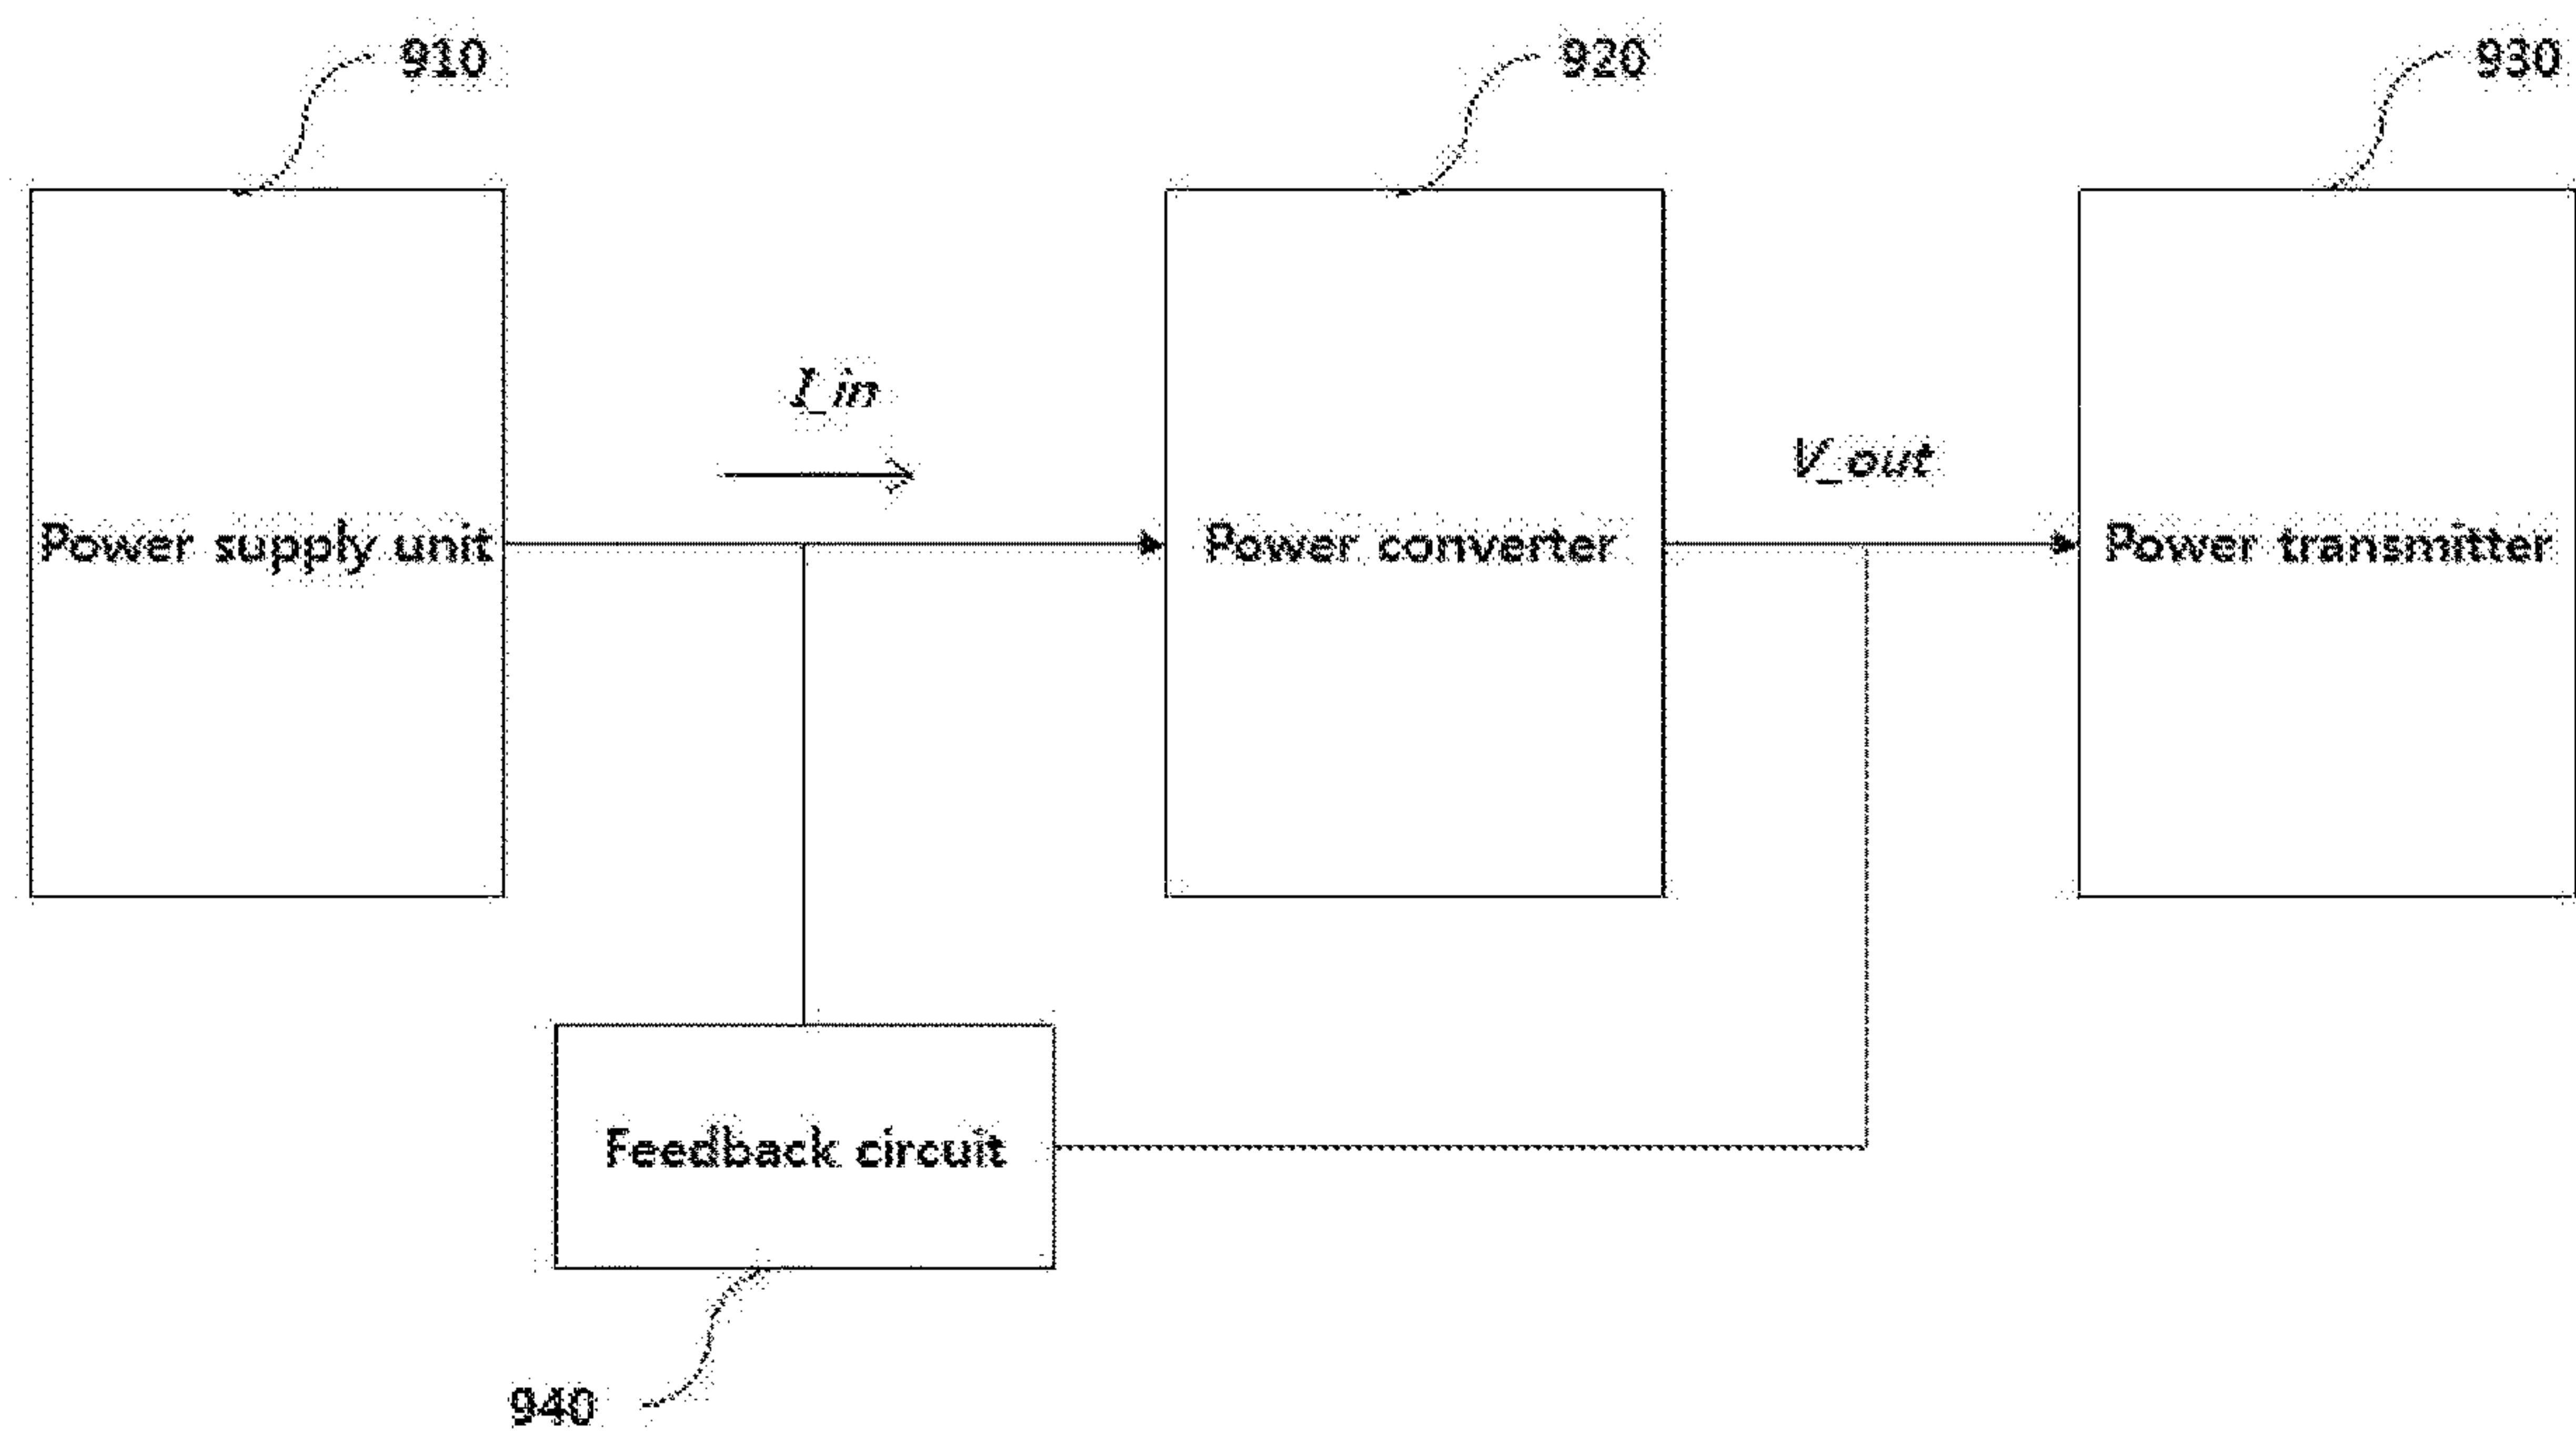 910
920
930
I_in
V_out
Power supply unit
Power converter
Power transmitter
Feedback circuit
940